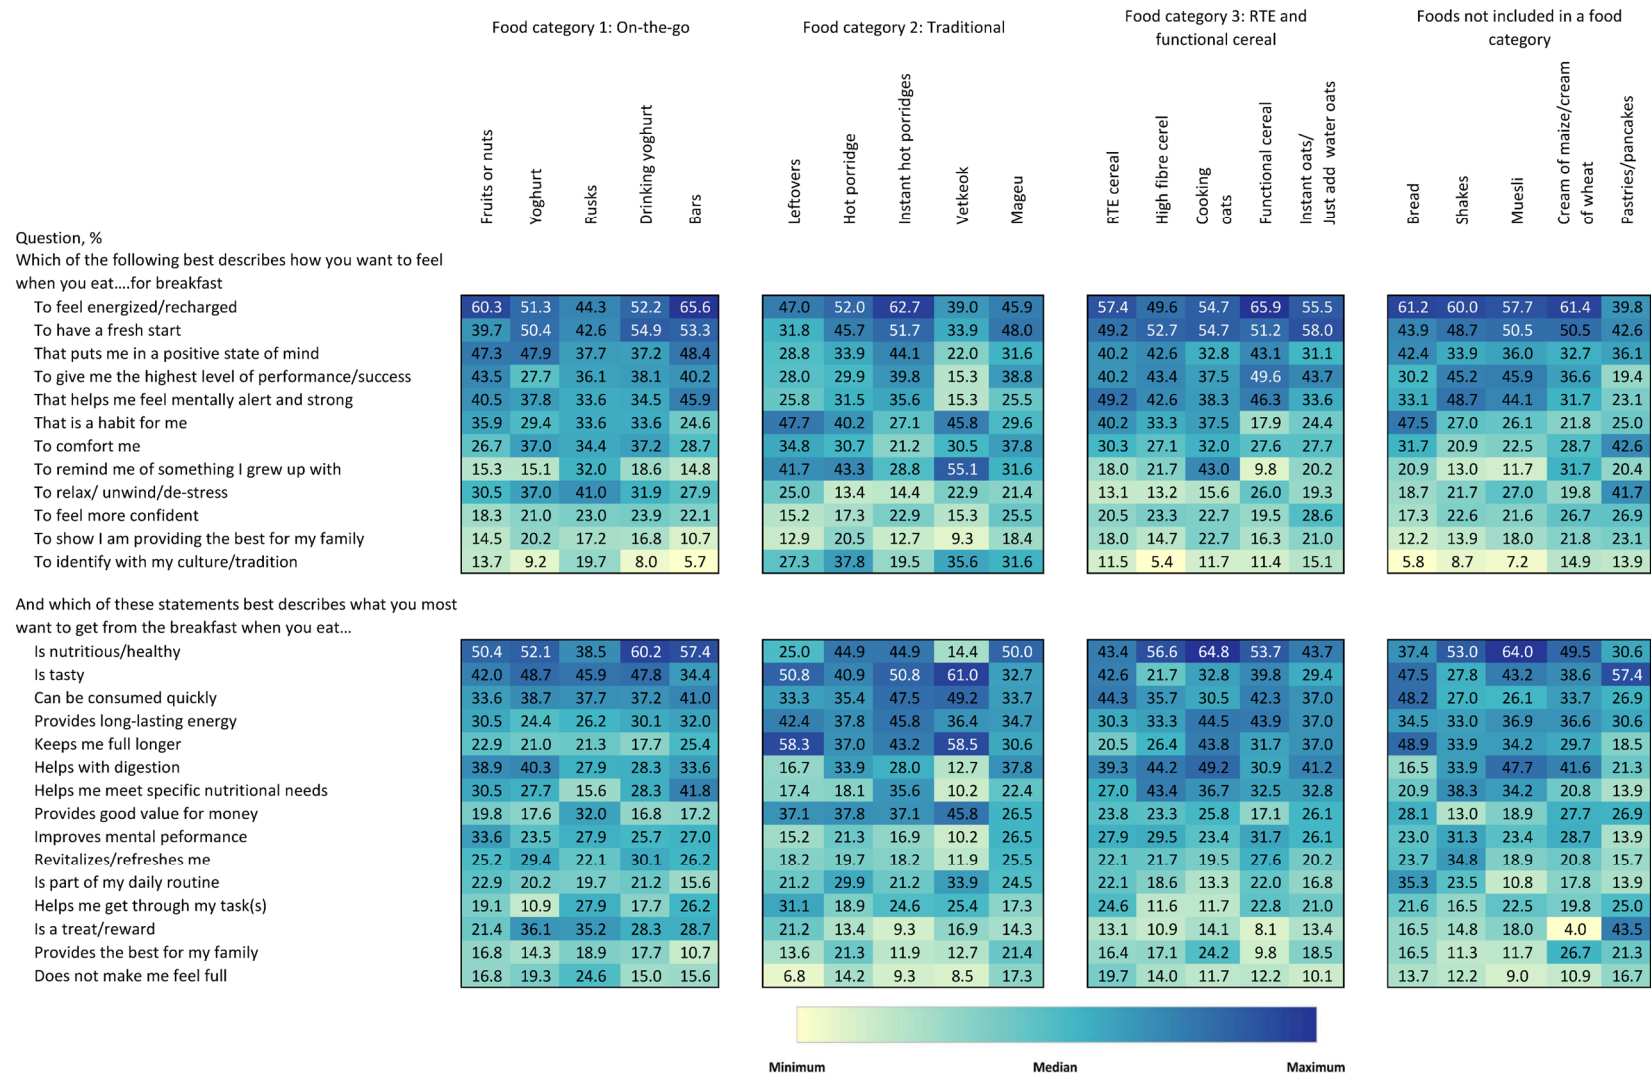 Food category 1: On-the-go
Food category 2: Traditional
Food category 3: RTE and
functional cereal
Foods not included in a food
category
Fruits or nuts
Yoghurt
Rusks
Drinking yoghurt
Bars
Leftovers
Hot porridge
Instant hot porridges
Vetkeok
Mageu
RTE cereal
High fibre cerel
Cooking
oats
Functional cereal
Instant oats/
Just add water oats
Bread
Shakes
Muesli
Cream of maize/cream
of wheat
Pastries/pancakes
Question, %
Which of the following best describes how you want to feel
when you eat....for breakfast
To feel energized/recharged 60.3 51.3 44.3 52.2 65.6 47.0 52.0 62.7 39.0 45.9 57.4 49.6 54.7 65.9 55.5 61.2 60.0 57.7 61.4 39.8
To have a fresh start 39.7 50.4 42.6 54.9 53.3 31.8 45.7 51.7 33.9 48.0 49.2 52.7 54.7 51.2 58.0 43.9 48.7 50.5 50.5 42.6
That puts me in a positive state of mind 47.3 47.9 37.7 37.2 48.4 28.8 33.9 44.1 22.0 31.6 40.2 42.6 32.8 43.1 31.1 42.4 33.9 36.0 32.7 36.1
To give me the highest level of performance/success 43.5 27.7 36.1 38.1 40.2 28.0 29.9 39.8 15.3 38.8 40.2 43.4 37.5 49.6 43.7 30.2 45.2 45.9 36.6 19.4
That helps me feel mentally alert and strong 40.5 37.8 33.6 34.5 45.9 25.8 31.5 35.6 15.3 25.5 49.2 42.6 38.3 46.3 33.6 33.1 48.7 44.1 31.7 23.1
That is a habit for me 35.9 29.4 33.6 33.6 24.6 47.7 40.2 27.1 45.8 29.6 40.2 33.3 37.5 17.9 24.4 47.5 27.0 26.1 21.8 25.0
To comfort me 26.7 37.0 34.4 37.2 28.7 34.8 30.7 21.2 30.5 37.8 30.3 27.1 32.0 27.6 27.7 31.7 20.9 22.5 28.7 42.6
To remind me of something I grew up with 15.3 15.1 32.0 18.6 14.8 41.7 43.3 28.8 55.1 31.6 18.0 21.7 43.0 9.8 20.2 20.9 13.0 11.7 31.7 20.4
To relax/ unwind/de-stress 30.5 37.0 41.0 31.9 27.9 25.0 13.4 14.4 22.9 21.4 13.1 13.2 15.6 26.0 19.3 18.7 21.7 27.0 19.8 41.7
To feel more confident 18.3 21.0 23.0 23.9 22.1 15.2 17.3 22.9 15.3 25.5 20.5 23.3 22.7 19.5 28.6 17.3 22.6 21.6 26.7 26.9
To show I am providing the best for my family 14.5 20.2 17.2 16.8 10.7 12.9 20.5 12.7 9.3 18.4 18.0 14.7 22.7 16.3 21.0 12.2 13.9 18.0 21.8 23.1
To identify with my culture/tradition 13.7 9.2 19.7 8.0 5.7 27.3 37.8 19.5 35.6 31.6 11.5 5.4 11.7 11.4 15.1 5.8 8.7 7.2 14.9 13.9
And which of these statements best describes what you most
want to get from the breakfast when you eat...
Is nutritious/healthy 50.4 52.1 38.5 60.2 57.4 25.0 44.9 44.9 14.4 50.0 43.4 56.6 64.8 53.7 43.7 37.4 53.0 64.0 49.5 30.6
Is tasty 42.0 48.7 45.9 47.8 34.4 50.8 40.9 50.8 61.0 32.7 42.6 21.7 32.8 39.8 29.4 47.5 27.8 43.2 38.6 57.4
Can be consumed quickly 33.6 38.7 37.7 37.2 41.0 33.3 35.4 47.5 49.2 33.7 44.3 35.7 30.5 42.3 37.0 48.2 27.0 26.1 33.7 26.9
Provides long-lasting energy 30.5 24.4 26.2 30.1 32.0 42.4 37.8 45.8 36.4 34.7 30.3 33.3 44.5 43.9 37.0 34.5 33.0 36.9 36.6 30.6
Keeps me full longer 22.9 21.0 21.3 17.7 25.4 58.3 37.0 43.2 58.5 30.6 20.5 26.4 43.8 31.7 37.0 48.9 33.9 34.2 29.7 18.5
Helps with digestion 38.9 40.3 27.9 28.3 33.6 16.7 33.9 28.0 12.7 37.8 39.3 44.2 49.2 30.9 41.2 16.5 33.9 47.7 41.6 21.3
Helps me meet specific nutritional needs 30.5 27.7 15.6 28.3 41.8 17.4 18.1 35.6 10.2 22.4 27.0 43.4 36.7 32.5 32.8 20.9 38.3 34.2 20.8 13.9
Provides good value for money 19.8 17.6 32.0 16.8 17.2 37.1 37.8 37.1 45.8 26.5 23.8 23.3 25.8 17.1 26.1 28.1 13.0 18.9 27.7 26.9
Improves mental peformance 33.6 23.5 27.9 25.7 27.0 15.2 21.3 16.9 10.2 26.5 27.9 29.5 23.4 31.7 26.1 23.0 31.3 23.4 28.7 13.9
Revitalizes/refreshes me 25.2 29.4 22.1 30.1 26.2 18.2 19.7 18.2 11.9 25.5 22.1 21.7 19.5 27.6 20.2 23.7 34.8 18.9 20.8 15.7
Is part of my daily routine 22.9 20.2 19.7 21.2 15.6 21.2 29.9 21.2 33.9 24.5 22.1 18.6 13.3 22.0 16.8 35.3 23.5 10.8 17.8 13.9
Helps me get through my task(s) 19.1 10.9 27.9 17.7 26.2 31.1 18.9 24.6 25.4 17.3 24.6 11.6 11.7 22.8 21.0 21.6 16.5 22.5 19.8 25.0
Is a treat/reward 21.4 36.1 35.2 28.3 28.7 21.2 13.4 9.3 16.9 14.3 13.1 10.9 14.1 8.1 13.4 16.5 14.8 18.0 4.0 43.5
Provides the best for my family 16.8 14.3 18.9 17.7 10.7 13.6 21.3 11.9 12.7 21.4 16.4 17.1 24.2 9.8 18.5 16.5 11.3 11.7 26.7 21.3
Does not make me feel full 16.8 19.3 24.6 15.0 15.6 6.8 14.2 9.3 8.5 17.3 19.7 14.0 11.7 12.2 10.1 13.7 12.2 9.0 10.9 16.7
Minimum Median Maximum